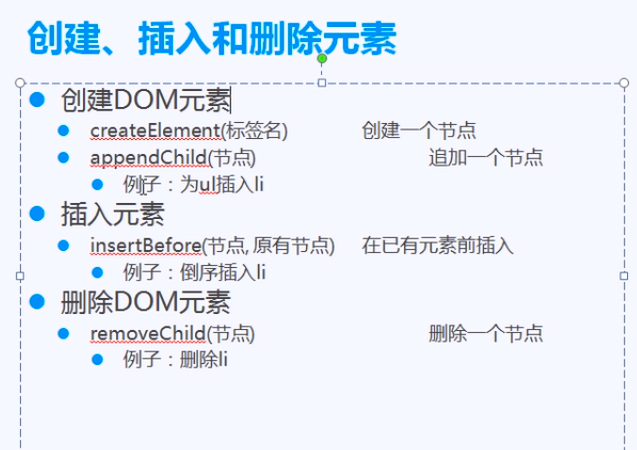 创建、插入和删除元素
创建DOM元素
createElement(标签名) 创建一个节点
appendChild(节点) 追加一个节点
例子：为ul插入li
插入元素
insertBefore(节点, 原有节点) 在已有元素前插入
例子：倒序插入li
删除DOM元素
removeChild(节点) 删除一个节点
例子：删除li